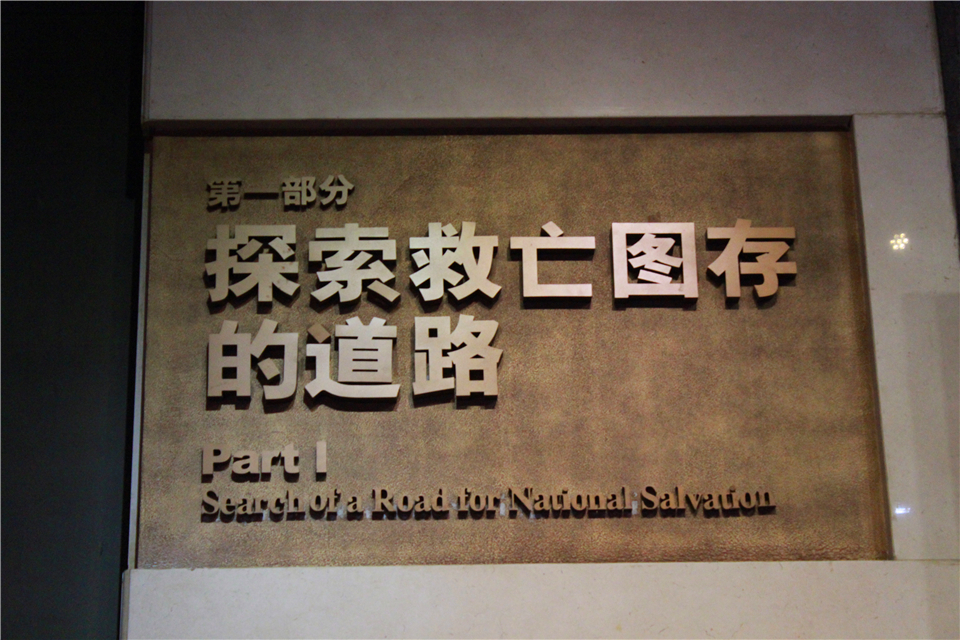 第一部分
探索救亡图存
的道路
Part I
Search of a Road for National Salvation